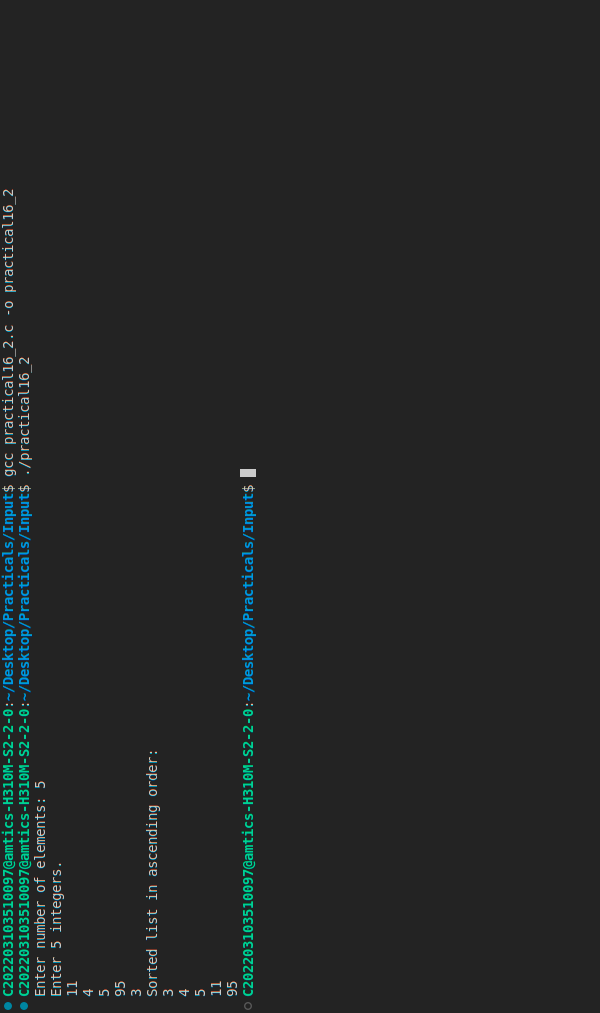 C202203103510097@amtics-H310M-S2-2-0:~/Desktop/Practicals/Input$ gcc practical16_2.c -o practical16_2
C202203103510097@amtics-H310M-S2-2-0:~/Desktop/Practicals/Input$ ./practical16_2
Enter number of elements: 5
Enter 5 integers.
11
4
5
95
3
Sorted list in ascending order:
3
4
5
11
95
C202203103510097@amtics-H310M-S2-2-0:~/Desktop/Practicals/Input$